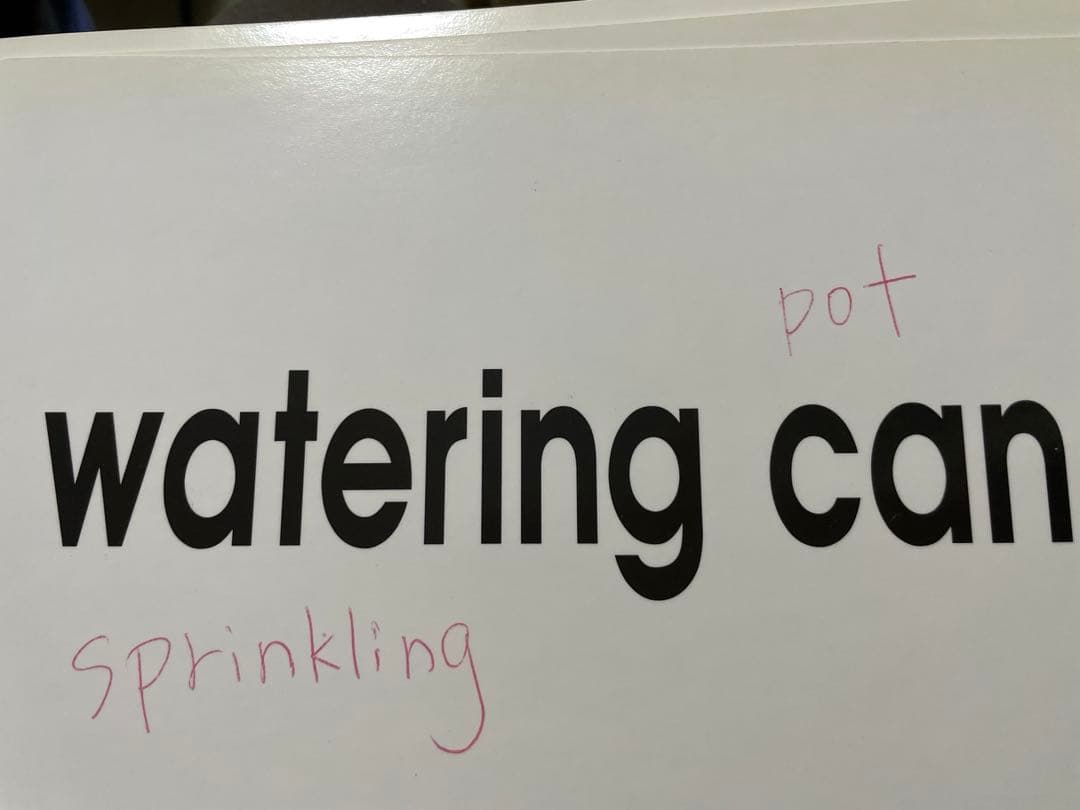 pot
watering can
sprinkling